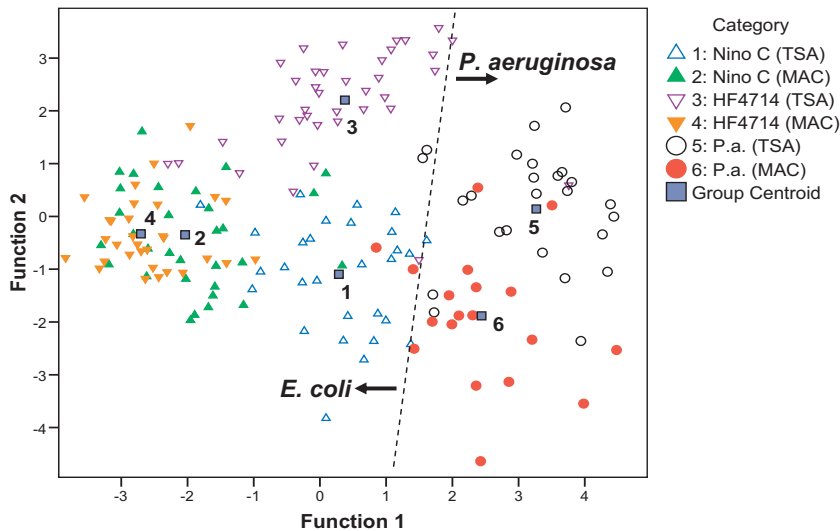 Category
1: Nino C (TSA)
2: Nino C (MAC)
3: HF4714 (TSA)
4: HF4714 (MAC)
5: P.a. (TSA)
6: P.a. (MAC)
Group Centroid
P. aeruginosa
E. coli
3
4
2
5
1
6
Function 2
3
2
1
0
-1
-2
-3
-4
-3 -2 -1 0 1 2 3 4
Function 1